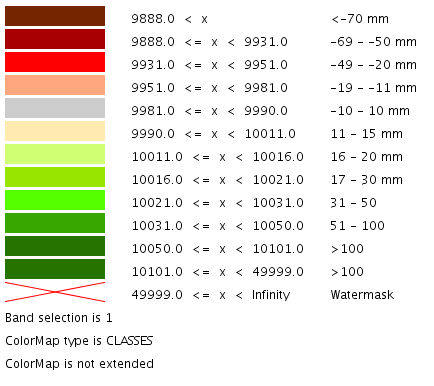 9888.0 < x <-70 mm
9888.0 <= x < 9931.0 -69 - -50 mm
9931.0 <= x < 9951.0 -49 - -20 mm
9951.0 <= x < 9981.0 -19 - -11 mm
9981.0 <= x < 9990.0 -10 - 10 mm
9990.0 <= x < 10011.0 11 - 15 mm
10011.0 <= x < 10016.0 16 - 20 mm
10016.0 <= x < 10021.0 17 - 30 mm
10021.0 <= x < 10031.0 31 - 50
10031.0 <= x < 10050.0 51 - 100
10050.0 <= x < 10101.0 >100
10101.0 <= x < 49999.0 >100
49999.0 <= x < Infinity Watermask
Band selection is 1
ColorMap type is CLASSES
ColorMap is not extended